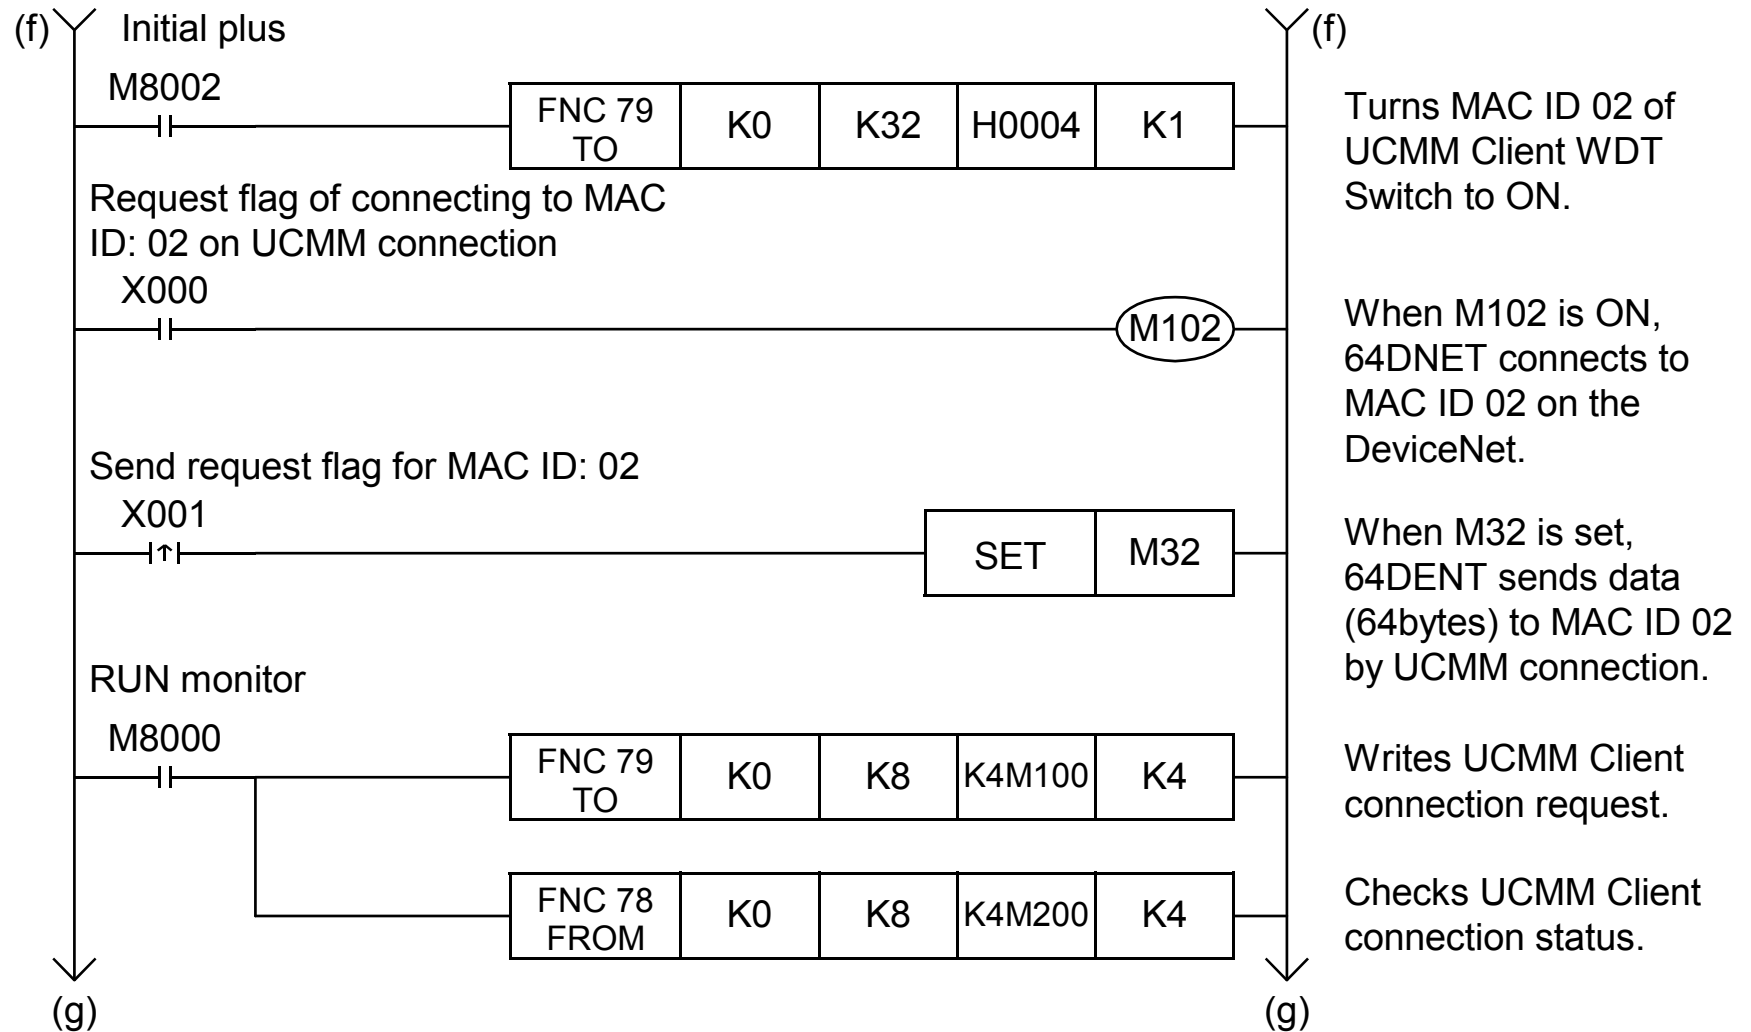 (f)
Initial plus
(f)
M8002
FNC 79
TO
K0
K32
H0004
K1
Turns MAC ID 02 of
UCMM Client WDT
Switch to ON.
Request flag of connecting to MAC
ID: 02 on UCMM connection
X000
M102
When M102 is ON,
64DNET connects to
MAC ID 02 on the
DeviceNet.
Send request flag for MAC ID: 02
X001
SET
M32
When M32 is set,
64DENT sends data
(64bytes) to MAC ID 02
by UCMM connection.
RUN monitor
M8000
FNC 79
TO
K0
K8
K4M100
K4
Writes UCMM Client
connection request.
FNC 78
FROM
K0
K8
K4M200
K4
Checks UCMM Client
connection status.
(g)
(g)